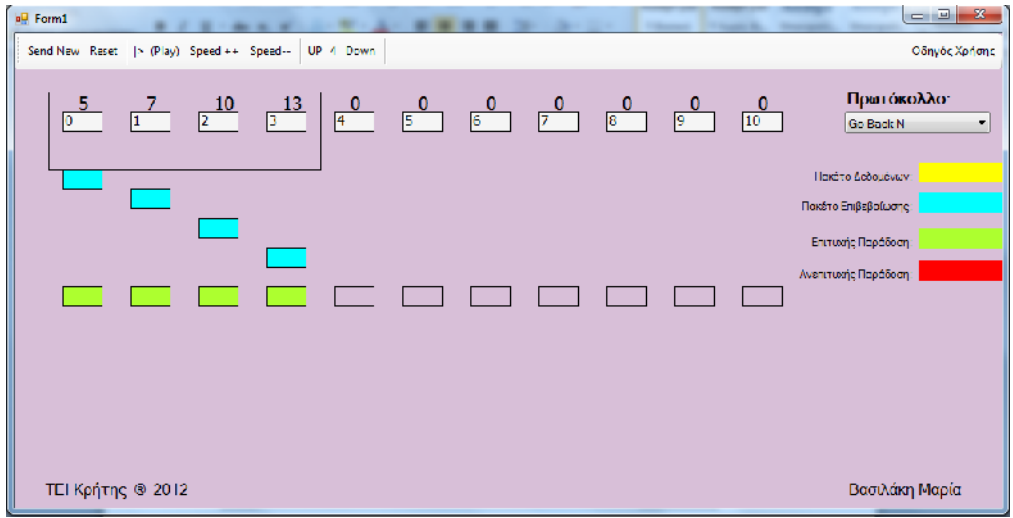 Form1
Send New Reset |> (Play) Speed ++ Speed-- UP 4 Down Οδηγός Χρήσης
5 7 10 13 0 0 0 0 0 0 0
0 1 2 3 4 5 6 7 8 9 10
Πρωτόκολλο:
Go Back N
Πακέτο Δεδομένων
Πακέτο Επιβεβαίωσης
Επιτυχής Παράδοση
Ανεπιτυχής Παράδοση
ΤΕΙ Κρήτης ® 2012 Βασιλάκη Μαρία